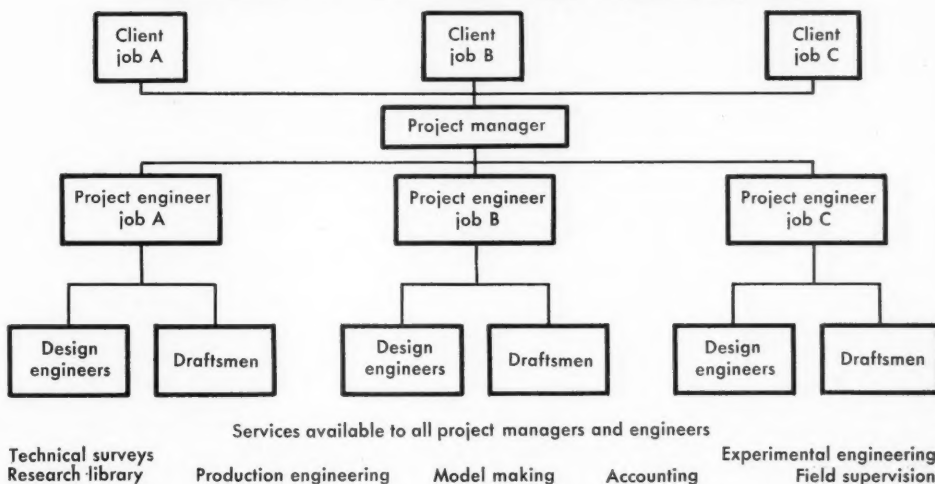 Client
job A
Client
job B
Client
job C
Project manager
Project engineer
job A
Project engineer
job B
Project engineer
job C
Design
engineers
Draftsmen
Design
engineers
Draftsmen
Design
engineers
Draftsmen
Services available to all project managers and engineers
Technical surveys
Experimental engineering
Research library
Production engineering
Model making
Accounting
Field supervision